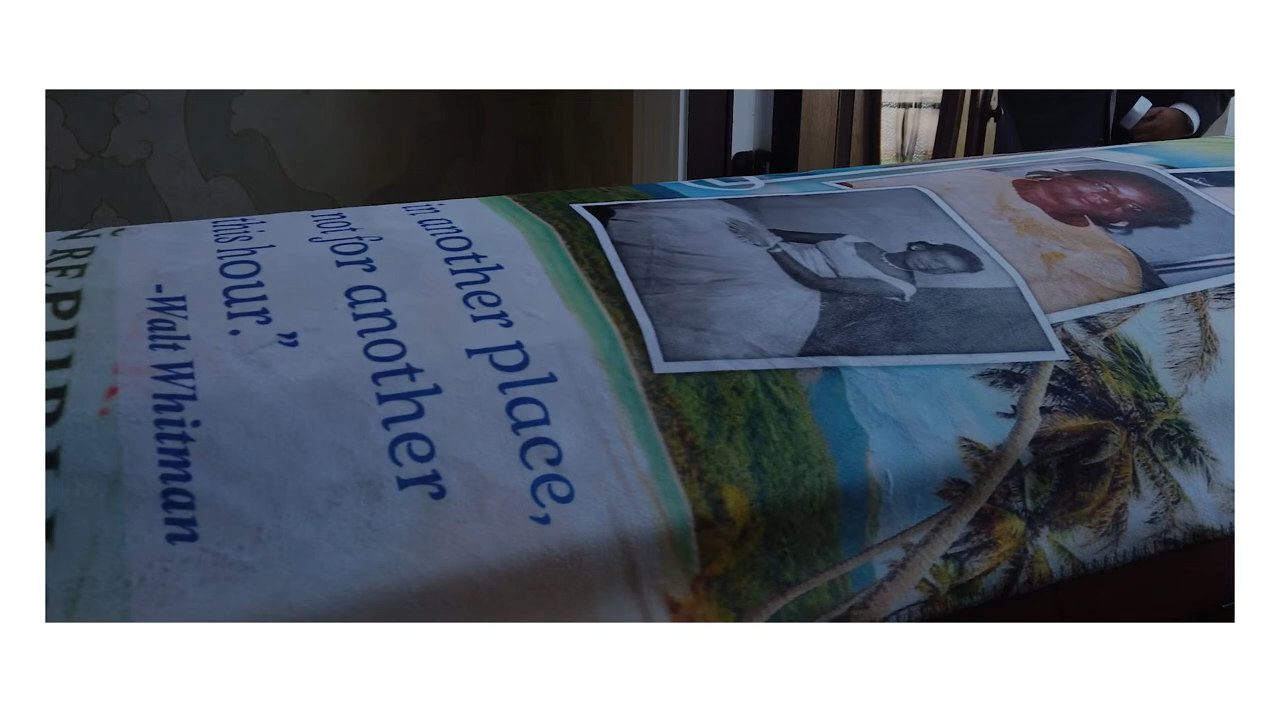 in another place,
not for another
this hour.”
-Walt Whitman